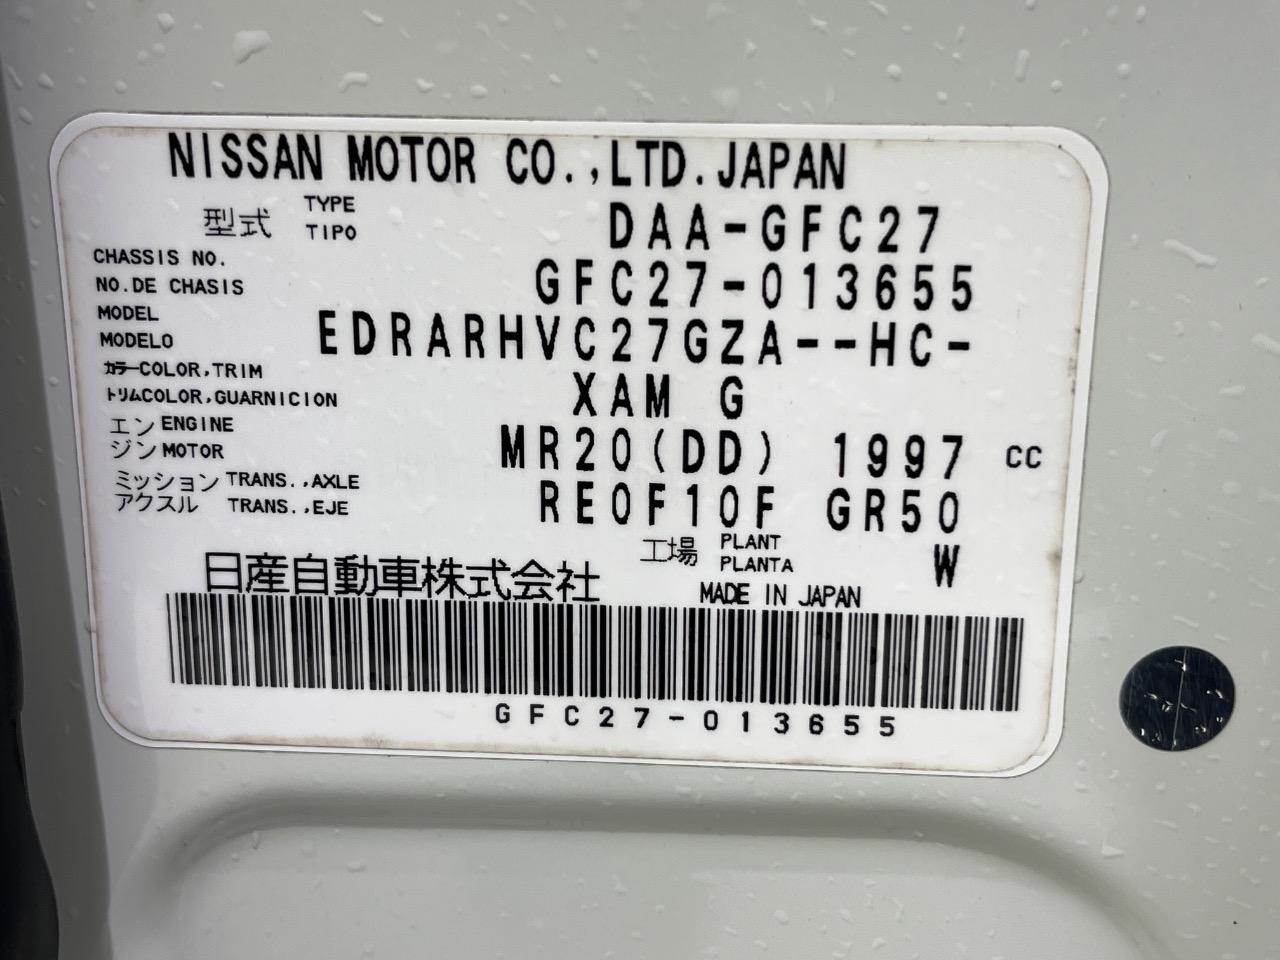 NISSAN MOTOR CO.,LTD.JAPAN
型式 TYPE TIPO DAA-GFC27
CHASSIS NO.
NO.DE CHASIS GFC27-013655
MODEL
MODELO EDRARHVC27GZA--HC-
カラーCOLOR,TRIM
トリムCOLOR,GUARNICION XAM G
エンジン ENGINE MOTOR MR20(DD) 1997 CC
ミッション TRANS.,AXLE
アクスル TRANS.,EJE RE0F10F GR50
工場 PLANT PLANTA W
日産自動車株式会社 MADE IN JAPAN
GFC27-013655